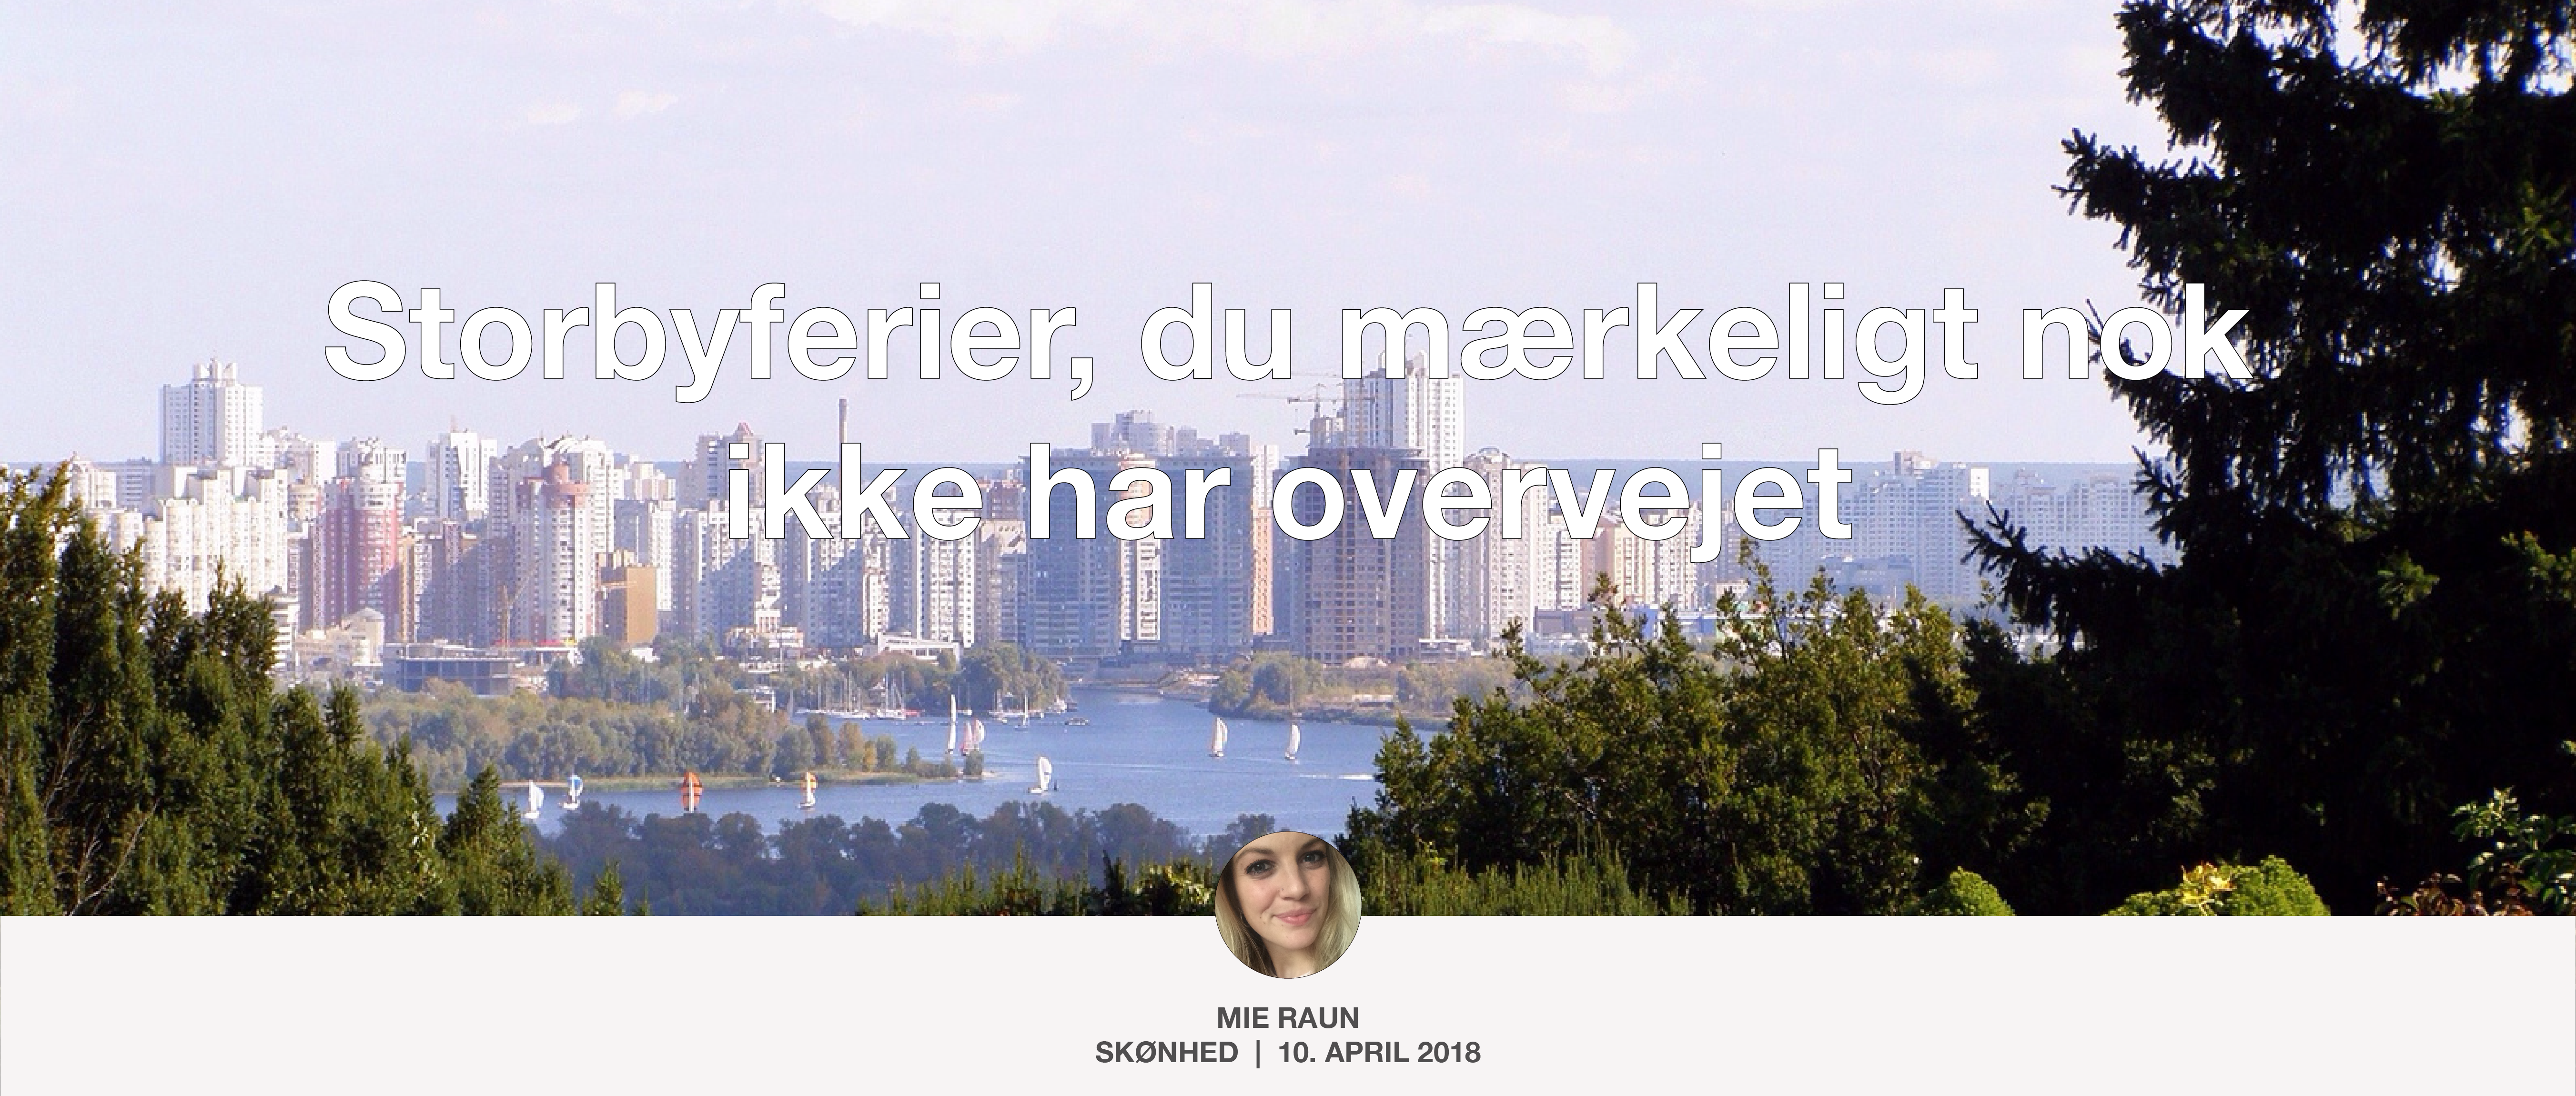 Storbyferier, du mærkeligt nok
ikke har overvejet
MIE RAUN
SKØNHED | 10. APRIL 2018